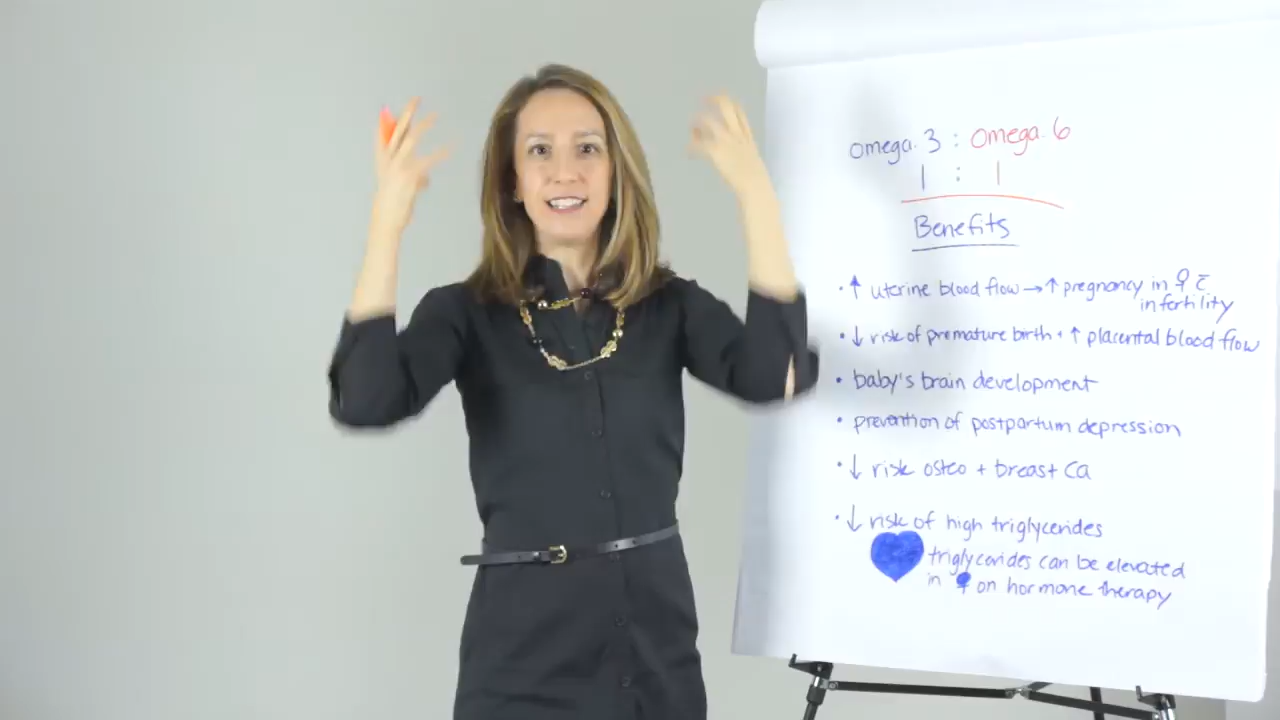 omega.3 : omega.6
1 : 1
Benefits
• ↑ uterine blood flow → ↑ pregnancy in ♀ c̄
infertility
• ↓ risk of premature birth + ↑ placental blood flow
• baby's brain development
• prevention of postpartum depression
• ↓ risk osteo + breast Ca
• ↓ risk of high triglycerides
triglycerides can be elevated
in ♀ on hormone therapy